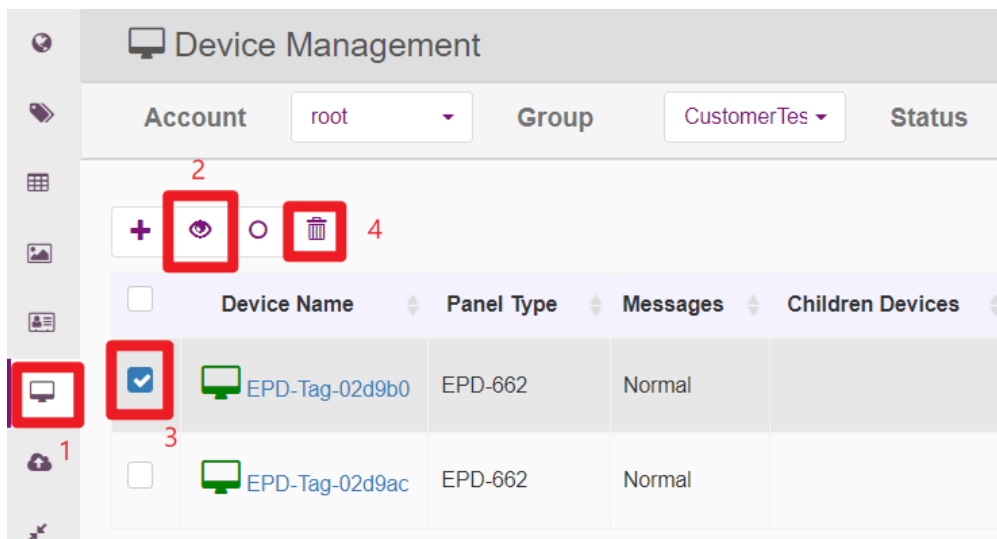 Device Management
Account root Group CustomerTes Status
2
4
Device Name Panel Type Messages Children Devices
EPD-Tag-02d9b0 EPD-662 Normal
3
1
EPD-Tag-02d9ac EPD-662 Normal